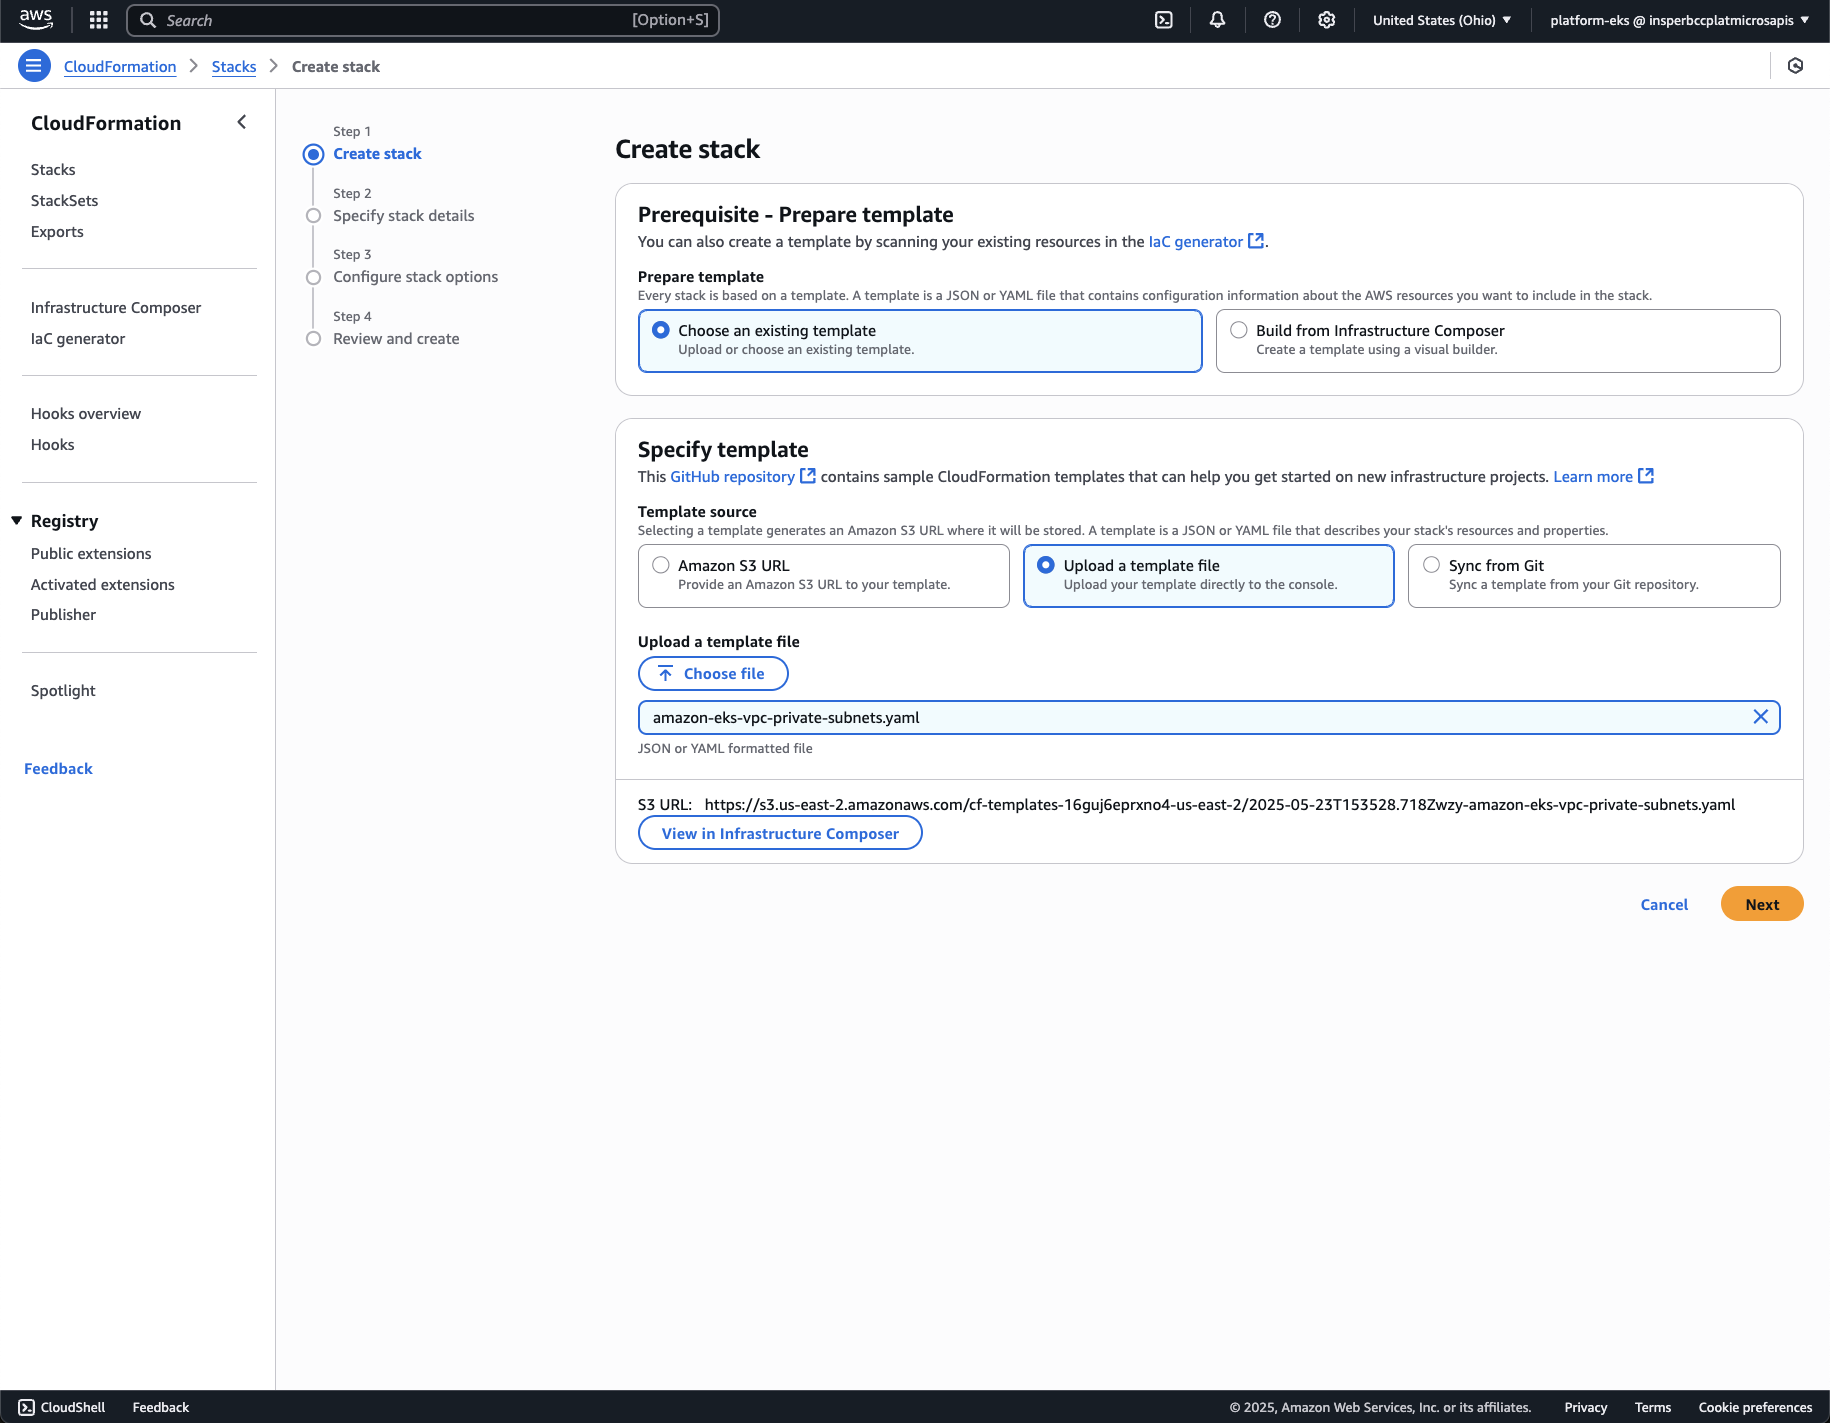 aws
Search
[Option+S]
United States (Ohio)
platform-eks @ insperbccplatmicrosapis
CloudFormation
Stacks
Create stack
CloudFormation
Stacks
StackSets
Exports
Infrastructure Composer
IaC generator
Hooks overview
Hooks
Registry
Public extensions
Activated extensions
Publisher
Spotlight
Feedback
Step 1
Create stack
Step 2
Specify stack details
Step 3
Configure stack options
Step 4
Review and create
Create stack
Prerequisite - Prepare template
You can also create a template by scanning your existing resources in the IaC generator.
Prepare template
Every stack is based on a template. A template is a JSON or YAML file that contains configuration information about the AWS resources you want to include in the stack.
Choose an existing template
Upload or choose an existing template.
Build from Infrastructure Composer
Create a template using a visual builder.
Specify template
This GitHub repository contains sample CloudFormation templates that can help you get started on new infrastructure projects. Learn more
Template source
Selecting a template generates an Amazon S3 URL where it will be stored. A template is a JSON or YAML file that describes your stack's resources and properties.
Amazon S3 URL
Provide an Amazon S3 URL to your template.
Upload a template file
Upload your template directly to the console.
Sync from Git
Sync a template from your Git repository.
Upload a template file
Choose file
amazon-eks-vpc-private-subnets.yaml
JSON or YAML formatted file
S3 URL: https://s3.us-east-2.amazonaws.com/cf-templates-16guj6eprxno4-us-east-2/2025-05-23T153528.718Zwzy-amazon-eks-vpc-private-subnets.yaml
View in Infrastructure Composer
Cancel
Next
CloudShell
Feedback
© 2025, Amazon Web Services, Inc. or its affiliates.
Privacy
Terms
Cookie preferences